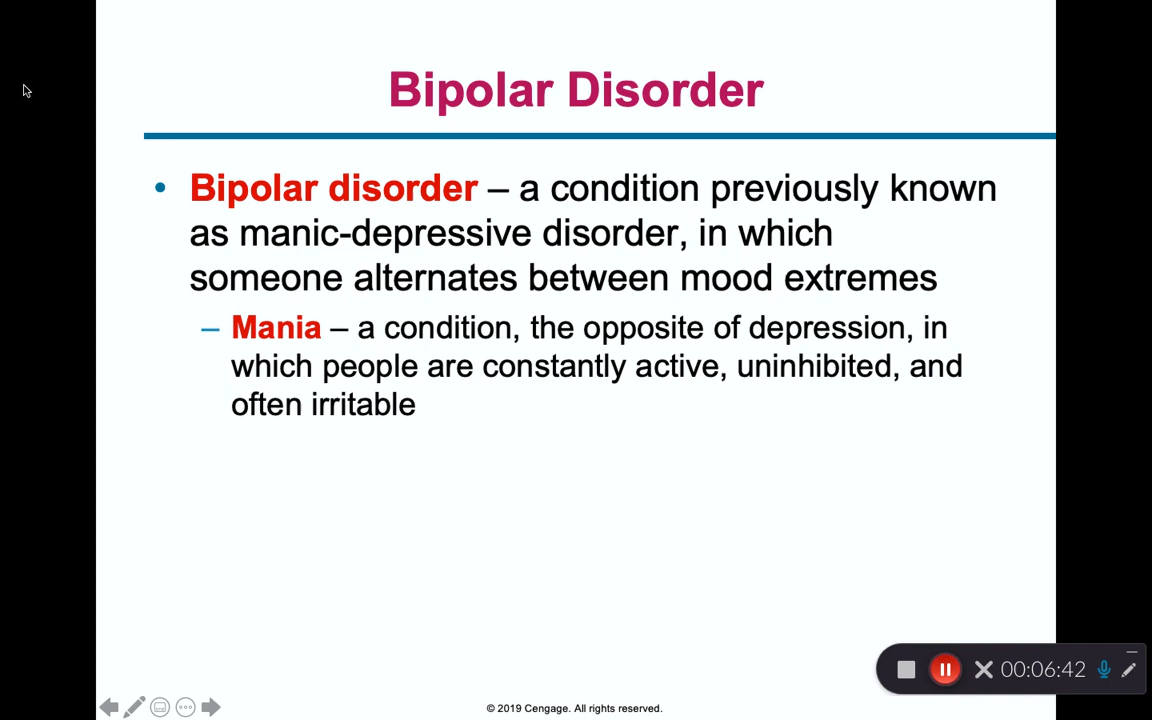 Bipolar Disorder
• Bipolar disorder – a condition previously known
as manic-depressive disorder, in which
someone alternates between mood extremes
– Mania – a condition, the opposite of depression, in
which people are constantly active, uninhibited, and
often irritable
00:06:42
© 2019 Cengage. All rights reserved.